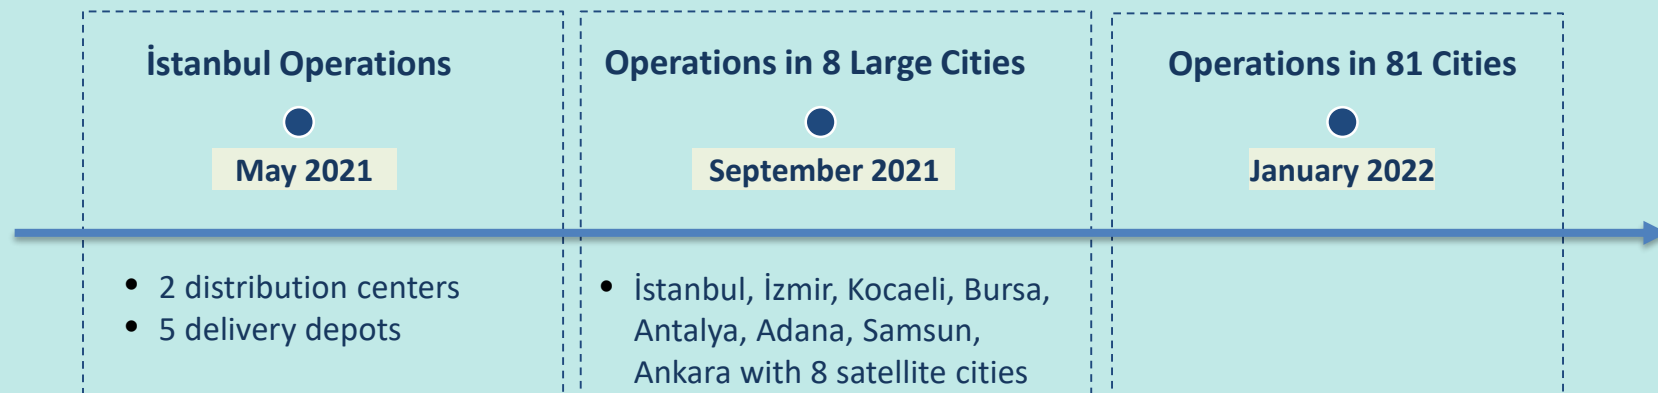 İstanbul Operations
May 2021
• 2 distribution centers
• 5 delivery depots
Operations in 8 Large Cities
September 2021
• İstanbul, İzmir, Kocaeli, Bursa,
Antalya, Adana, Samsun,
Ankara with 8 satellite cities
Operations in 81 Cities
January 2022